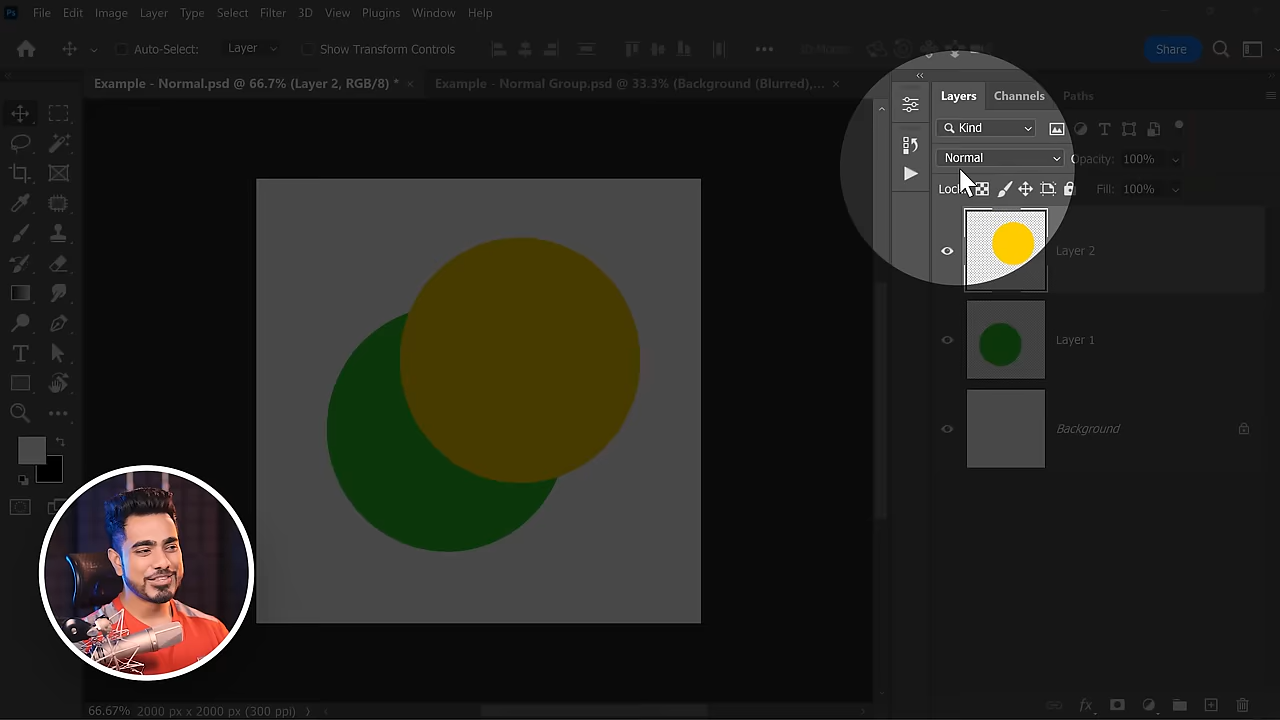 Ps File Edit Image Layer Type Select Filter 3D View Plugins Window Help
Auto-Select: Layer Show Transform Controls Share
Example - Normal.psd @ 66.7% (Layer 2, RGB/8) * × Example - Normal Group.psd @ 33.3% (Background (Blurred),... ×
Layers Channels Paths
Kind
Normal Opacity: 100%
Lock Fill: 100%
Layer 2
Layer 1
Background
66.67% 2000 px x 2000 px (300 ppi)
fx